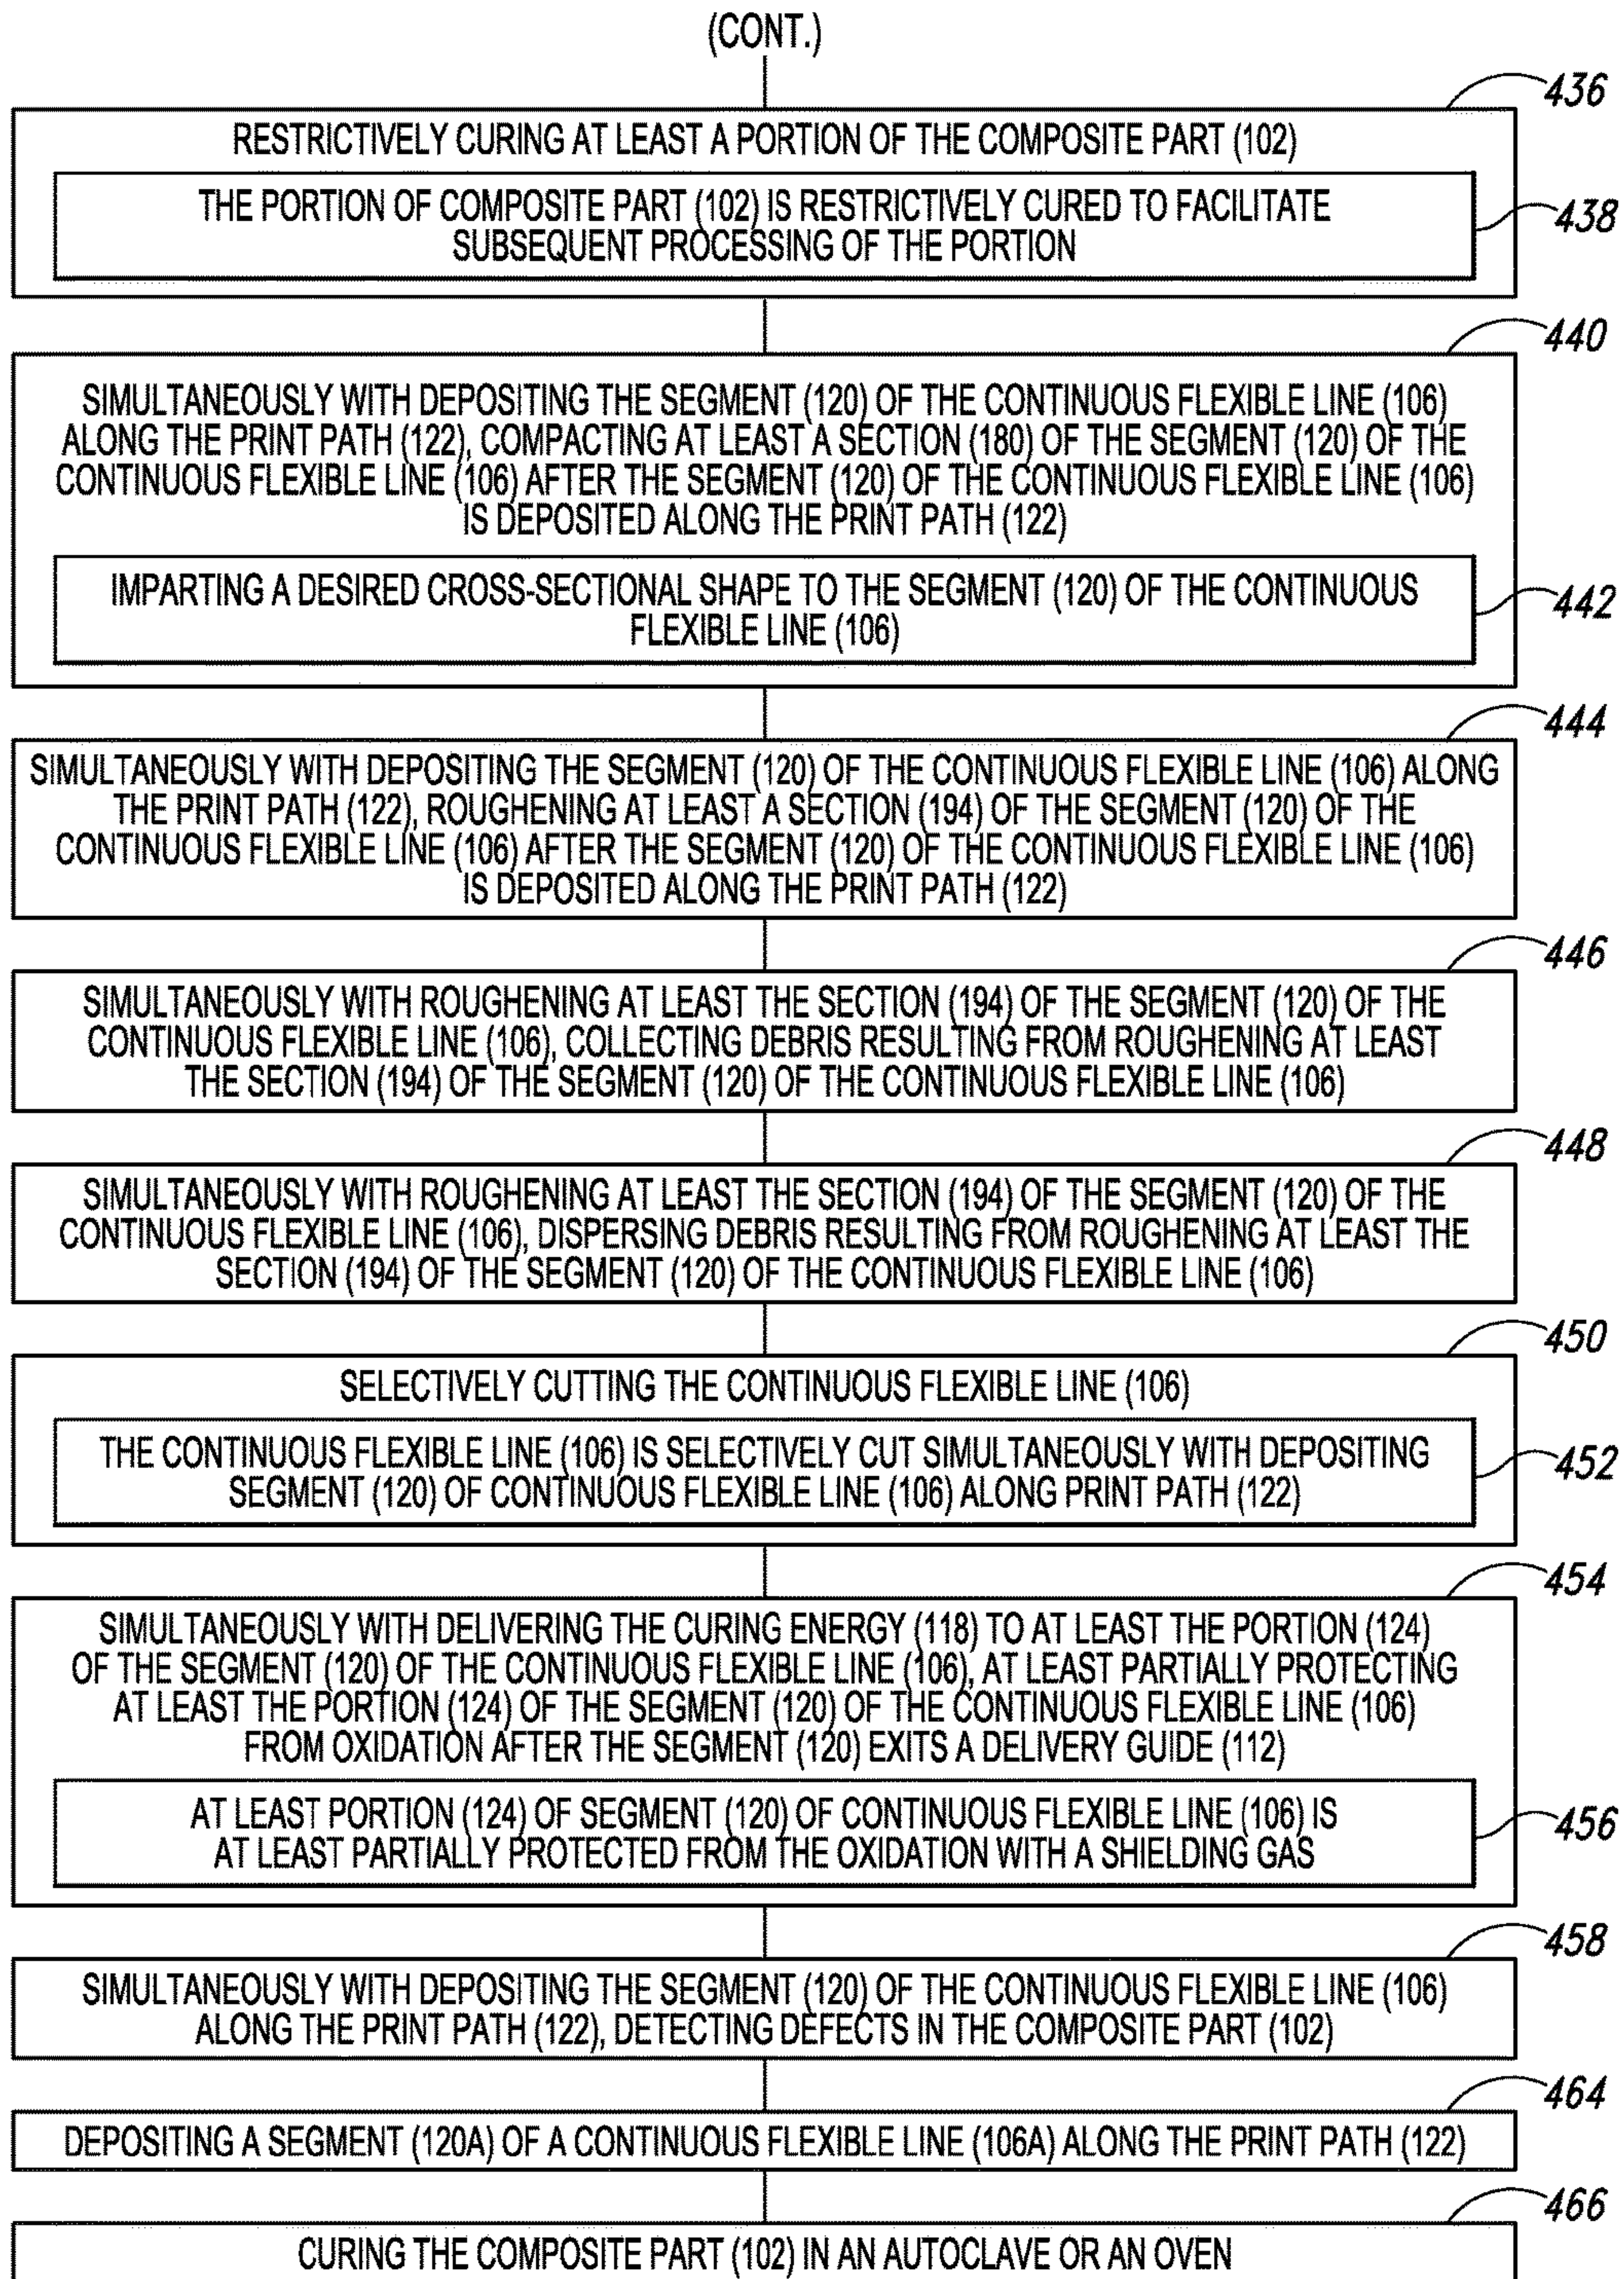 (CONT.)
436
RESTRICTIVELY CURING AT LEAST A PORTION OF THE COMPOSITE PART (102)
THE PORTION OF COMPOSITE PART (102) IS RESTRICTIVELY CURED TO FACILITATE
SUBSEQUENT PROCESSING OF THE PORTION
438
440
SIMULTANEOUSLY WITH DEPOSITING THE SEGMENT (120) OF THE CONTINUOUS FLEXIBLE LINE (106)
ALONG THE PRINT PATH (122), COMPACTING AT LEAST A SECTION (180) OF THE SEGMENT (120) OF THE
CONTINUOUS FLEXIBLE LINE (106) AFTER THE SEGMENT (120) OF THE CONTINUOUS FLEXIBLE LINE (106)
IS DEPOSITED ALONG THE PRINT PATH (122)
IMPARTING A DESIRED CROSS-SECTIONAL SHAPE TO THE SEGMENT (120) OF THE CONTINUOUS
FLEXIBLE LINE (106)
442
444
SIMULTANEOUSLY WITH DEPOSITING THE SEGMENT (120) OF THE CONTINUOUS FLEXIBLE LINE (106) ALONG
THE PRINT PATH (122), ROUGHENING AT LEAST A SECTION (194) OF THE SEGMENT (120) OF THE
CONTINUOUS FLEXIBLE LINE (106) AFTER THE SEGMENT (120) OF THE CONTINUOUS FLEXIBLE LINE (106)
IS DEPOSITED ALONG THE PRINT PATH (122)
446
SIMULTANEOUSLY WITH ROUGHENING AT LEAST THE SECTION (194) OF THE SEGMENT (120) OF THE
CONTINUOUS FLEXIBLE LINE (106), COLLECTING DEBRIS RESULTING FROM ROUGHENING AT LEAST
THE SECTION (194) OF THE SEGMENT (120) OF THE CONTINUOUS FLEXIBLE LINE (106)
448
SIMULTANEOUSLY WITH ROUGHENING AT LEAST THE SECTION (194) OF THE SEGMENT (120) OF THE
CONTINUOUS FLEXIBLE LINE (106), DISPERSING DEBRIS RESULTING FROM ROUGHENING AT LEAST THE
SECTION (194) OF THE SEGMENT (120) OF THE CONTINUOUS FLEXIBLE LINE (106)
450
SELECTIVELY CUTTING THE CONTINUOUS FLEXIBLE LINE (106)
THE CONTINUOUS FLEXIBLE LINE (106) IS SELECTIVELY CUT SIMULTANEOUSLY WITH DEPOSITING
SEGMENT (120) OF CONTINUOUS FLEXIBLE LINE (106) ALONG PRINT PATH (122)
452
454
SIMULTANEOUSLY WITH DELIVERING THE CURING ENERGY (118) TO AT LEAST THE PORTION (124)
OF THE SEGMENT (120) OF THE CONTINUOUS FLEXIBLE LINE (106), AT LEAST PARTIALLY PROTECTING
AT LEAST THE PORTION (124) OF THE SEGMENT (120) OF THE CONTINUOUS FLEXIBLE LINE (106)
FROM OXIDATION AFTER THE SEGMENT (120) EXITS A DELIVERY GUIDE (112)
AT LEAST PORTION (124) OF SEGMENT (120) OF CONTINUOUS FLEXIBLE LINE (106) IS
AT LEAST PARTIALLY PROTECTED FROM THE OXIDATION WITH A SHIELDING GAS
456
458
SIMULTANEOUSLY WITH DEPOSITING THE SEGMENT (120) OF THE CONTINUOUS FLEXIBLE LINE (106)
ALONG THE PRINT PATH (122), DETECTING DEFECTS IN THE COMPOSITE PART (102)
464
DEPOSITING A SEGMENT (120A) OF A CONTINUOUS FLEXIBLE LINE (106A) ALONG THE PRINT PATH (122)
466
CURING THE COMPOSITE PART (102) IN AN AUTOCLAVE OR AN OVEN